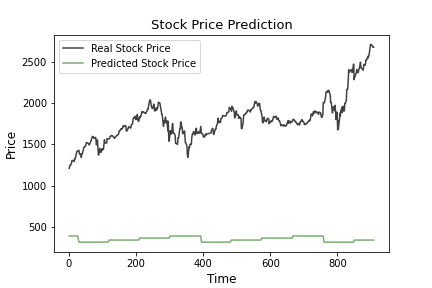 Stock Price Prediction
Real Stock Price
Predicted Stock Price
2500
2000
1500
1000
500
Price
0 200 400 600 800
Time